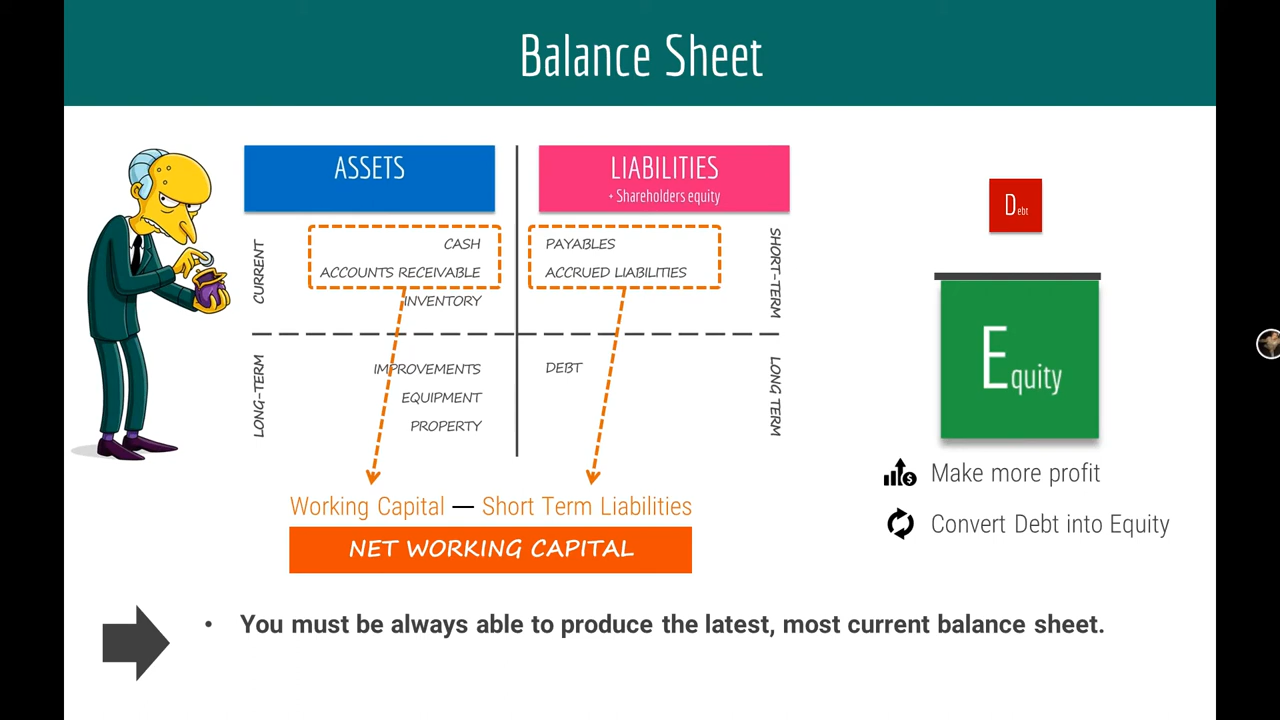 Balance Sheet
ASSETS
LIABILITIES
+ Shareholders equity
CURRENT
CASH
ACCOUNTS RECEIVABLE
INVENTORY
PAYABLES
ACCRUED LIABILITIES
SHORT-TERM
LONG-TERM
IMPROVEMENTS
EQUIPMENT
PROPERTY
DEBT
LONG TERM
Working Capital — Short Term Liabilities
NET WORKING CAPITAL
Debt
Equity
Make more profit
Convert Debt into Equity
• You must be always able to produce the latest, most current balance sheet.